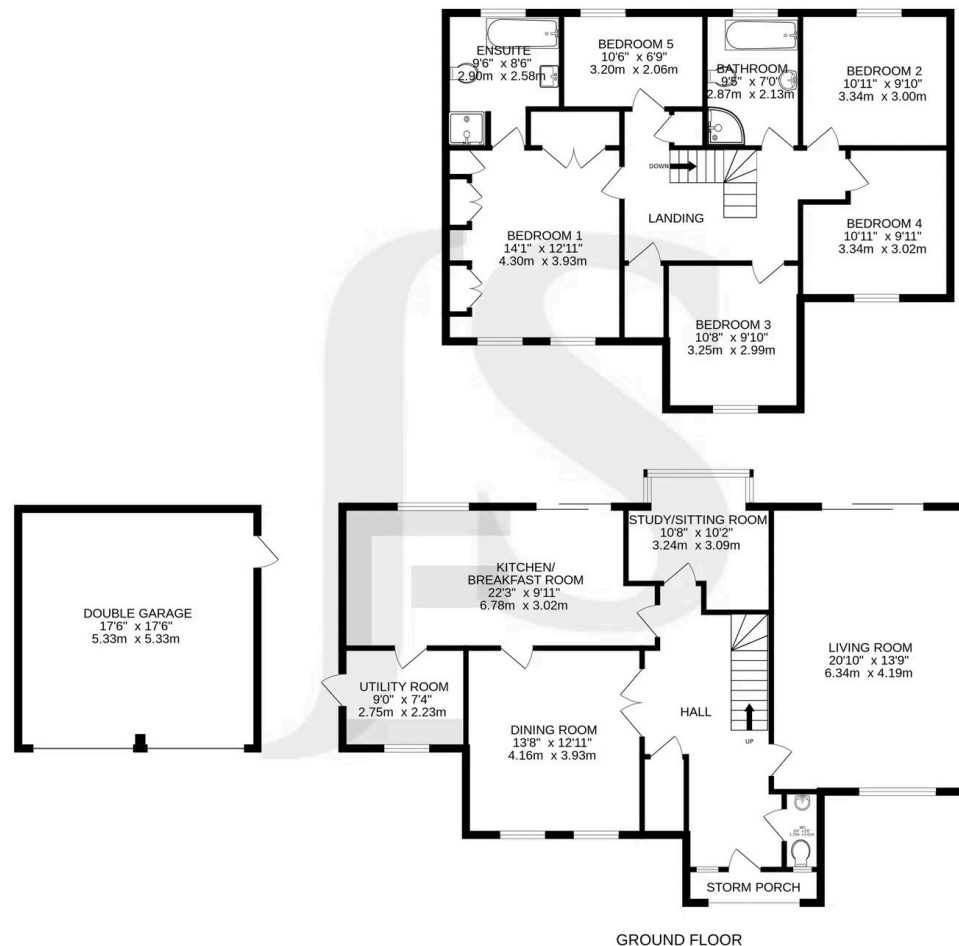 ENSUITE
9'6" x 8'6"
2.90m x 2.58m
BEDROOM 5
10'6" x 6'9"
3.20m x 2.06m
BATHROOM
9'5" x 7'0"
2.87m x 2.13m
BEDROOM 2
10'11" x 9'10"
3.34m x 3.00m
DOWN
LANDING
BEDROOM 1
14'1" x 12'11"
4.30m x 3.93m
BEDROOM 4
10'11" x 9'11"
3.34m x 3.02m
BEDROOM 3
10'8" x 9'10"
3.25m x 2.99m
STUDY/SITTING ROOM
10'8" x 10'2"
3.24m x 3.09m
KITCHEN/
BREAKFAST ROOM
22'3" x 9'11"
6.78m x 3.02m
DOUBLE GARAGE
17'6" x 17'6"
5.33m x 5.33m
LIVING ROOM
20'10" x 13'9"
6.34m x 4.19m
UTILITY ROOM
9'0" x 7'4"
2.75m x 2.23m
HALL
DINING ROOM
13'8" x 12'11"
4.16m x 3.93m
UP
WC
STORM PORCH
GROUND FLOOR